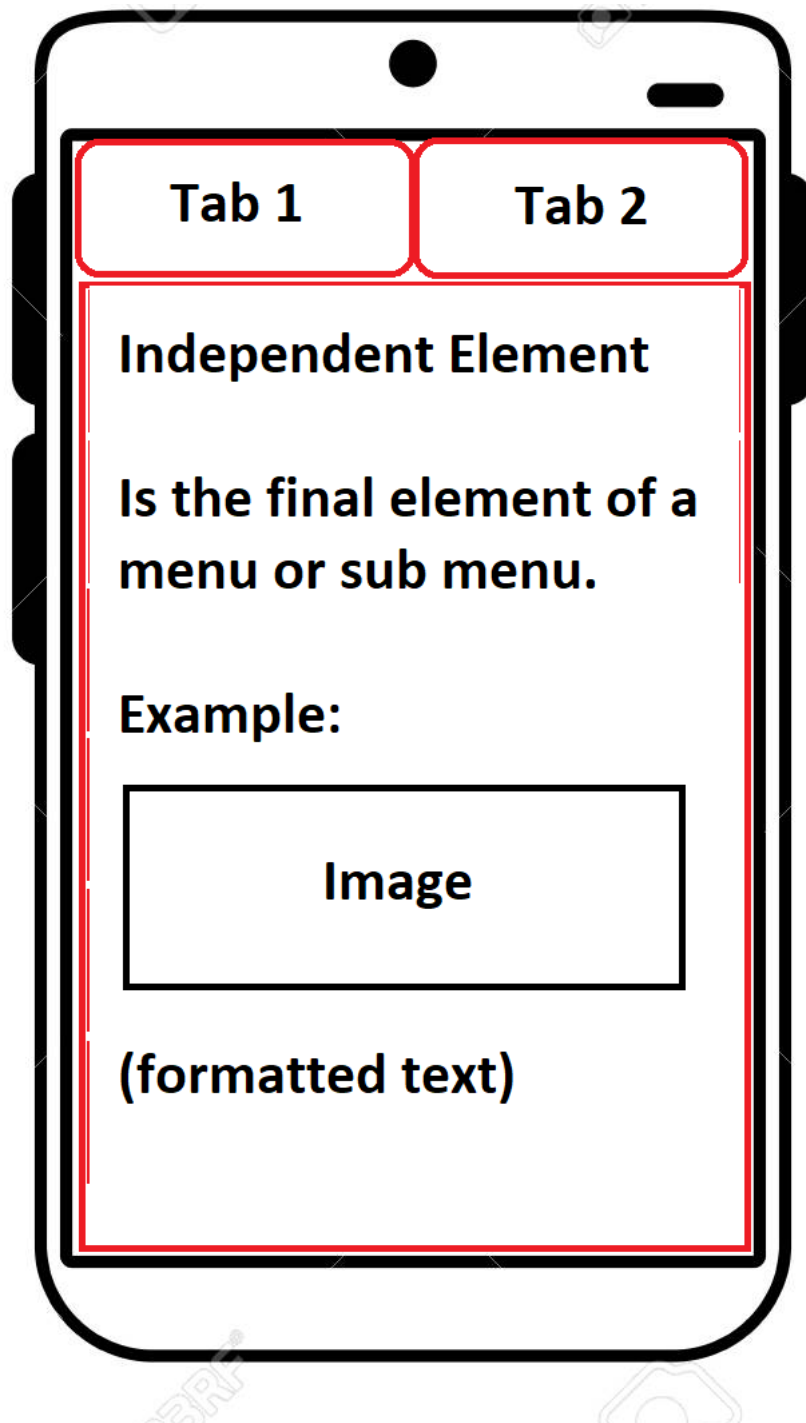 Tab 1 Tab 2
Independent Element
Is the final element of a
menu or sub menu.
Example:
Image
(formatted text)